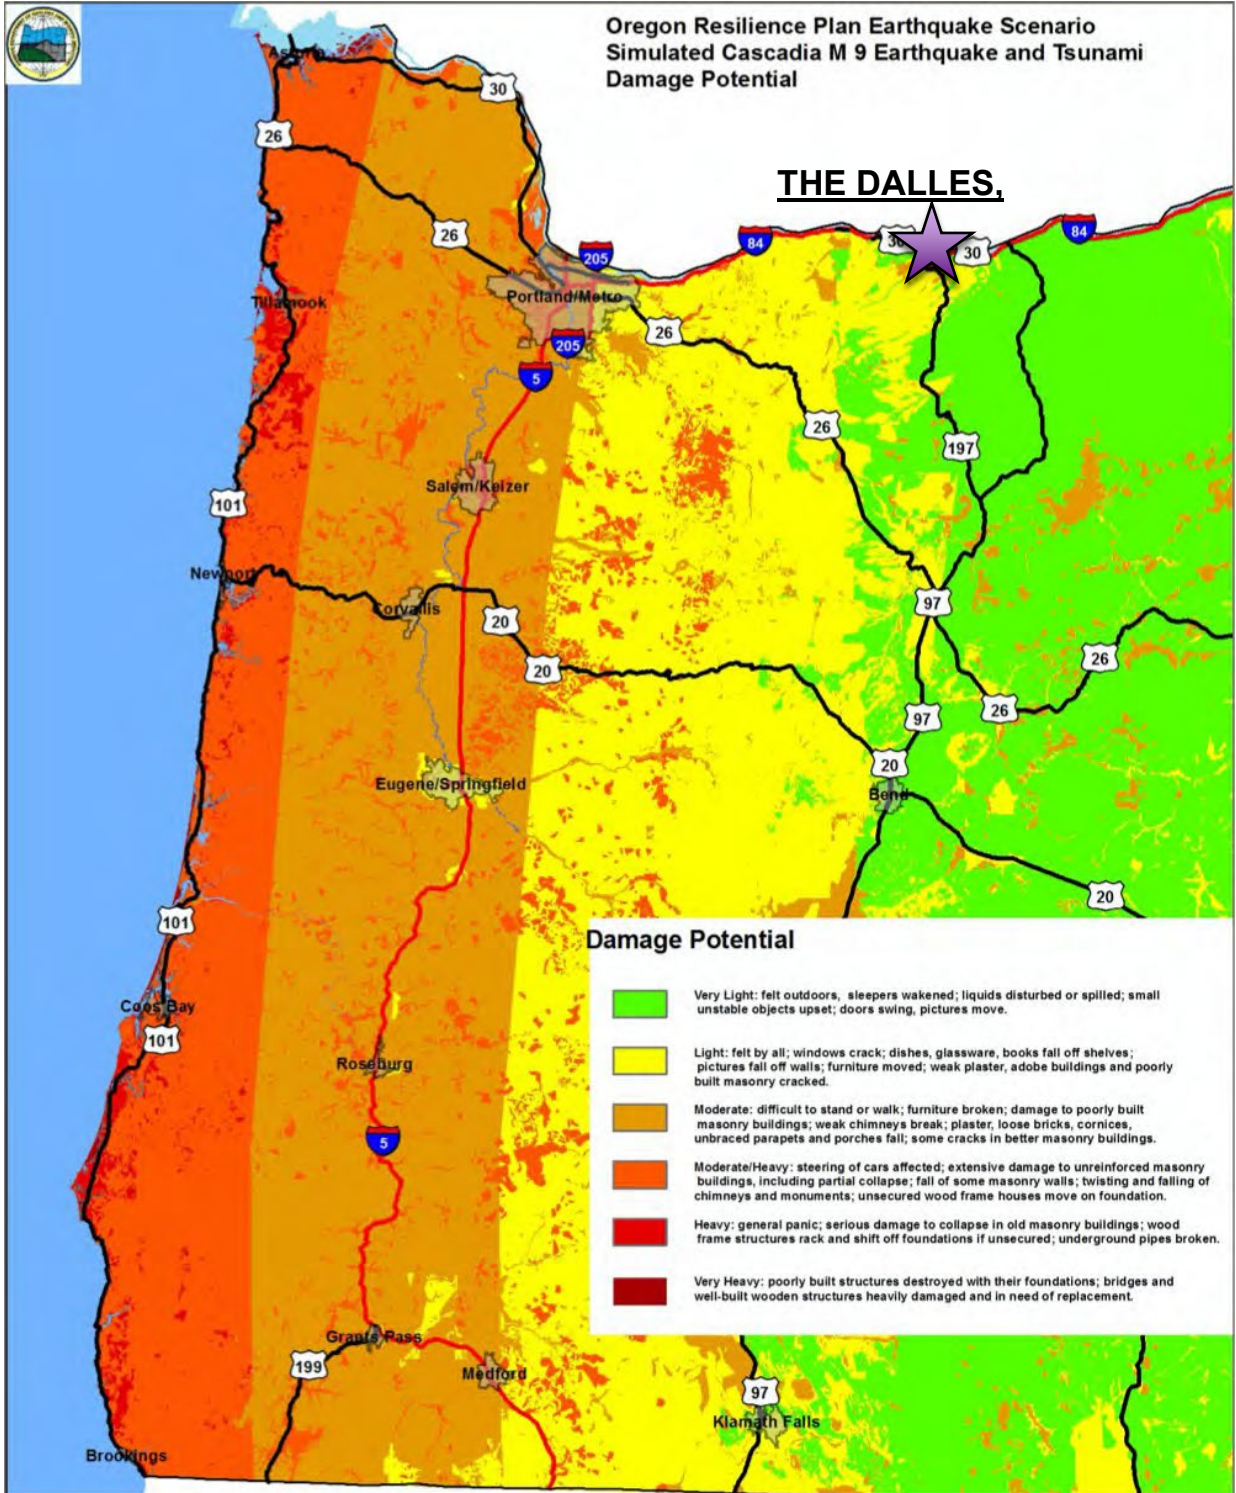 Oregon Resilience Plan Earthquake Scenario
Simulated Cascadia M 9 Earthquake and Tsunami
Damage Potential
Astoria
30
26
THE DALLES,
26
205
84
30
30
84
Tillamook
Portland/Metro
26
205
5
26
197
Salem/Keizer
101
Newport
Corvallis
20
97
20
26
26
97
20
Eugene/Springfield
Bend
20
101
Coos Bay
101
Roseburg
5
Grants Pass
199
Medford
97
Klamath Falls
Brookings
Damage Potential
Very Light: felt outdoors, sleepers wakened; liquids disturbed or spilled; small
unstable objects upset; doors swing, pictures move.
Light: felt by all; windows crack; dishes, glassware, books fall off shelves;
pictures fall off walls; furniture moved; weak plaster, adobe buildings and poorly
built masonry cracked.
Moderate: difficult to stand or walk; furniture broken; damage to poorly built
masonry buildings; weak chimneys break; plaster, loose bricks, cornices,
unbraced parapets and porches fall; some cracks in better masonry buildings.
Moderate/Heavy: steering of cars affected; extensive damage to unreinforced masonry
buildings, including partial collapse; fall of some masonry walls; twisting and falling of
chimneys and monuments; unsecured wood frame houses move on foundation.
Heavy: general panic; serious damage to collapse in old masonry buildings; wood
frame structures rack and shift off foundations if unsecured; underground pipes broken.
Very Heavy: poorly built structures destroyed with their foundations; bridges and
well-built wooden structures heavily damaged and in need of replacement.